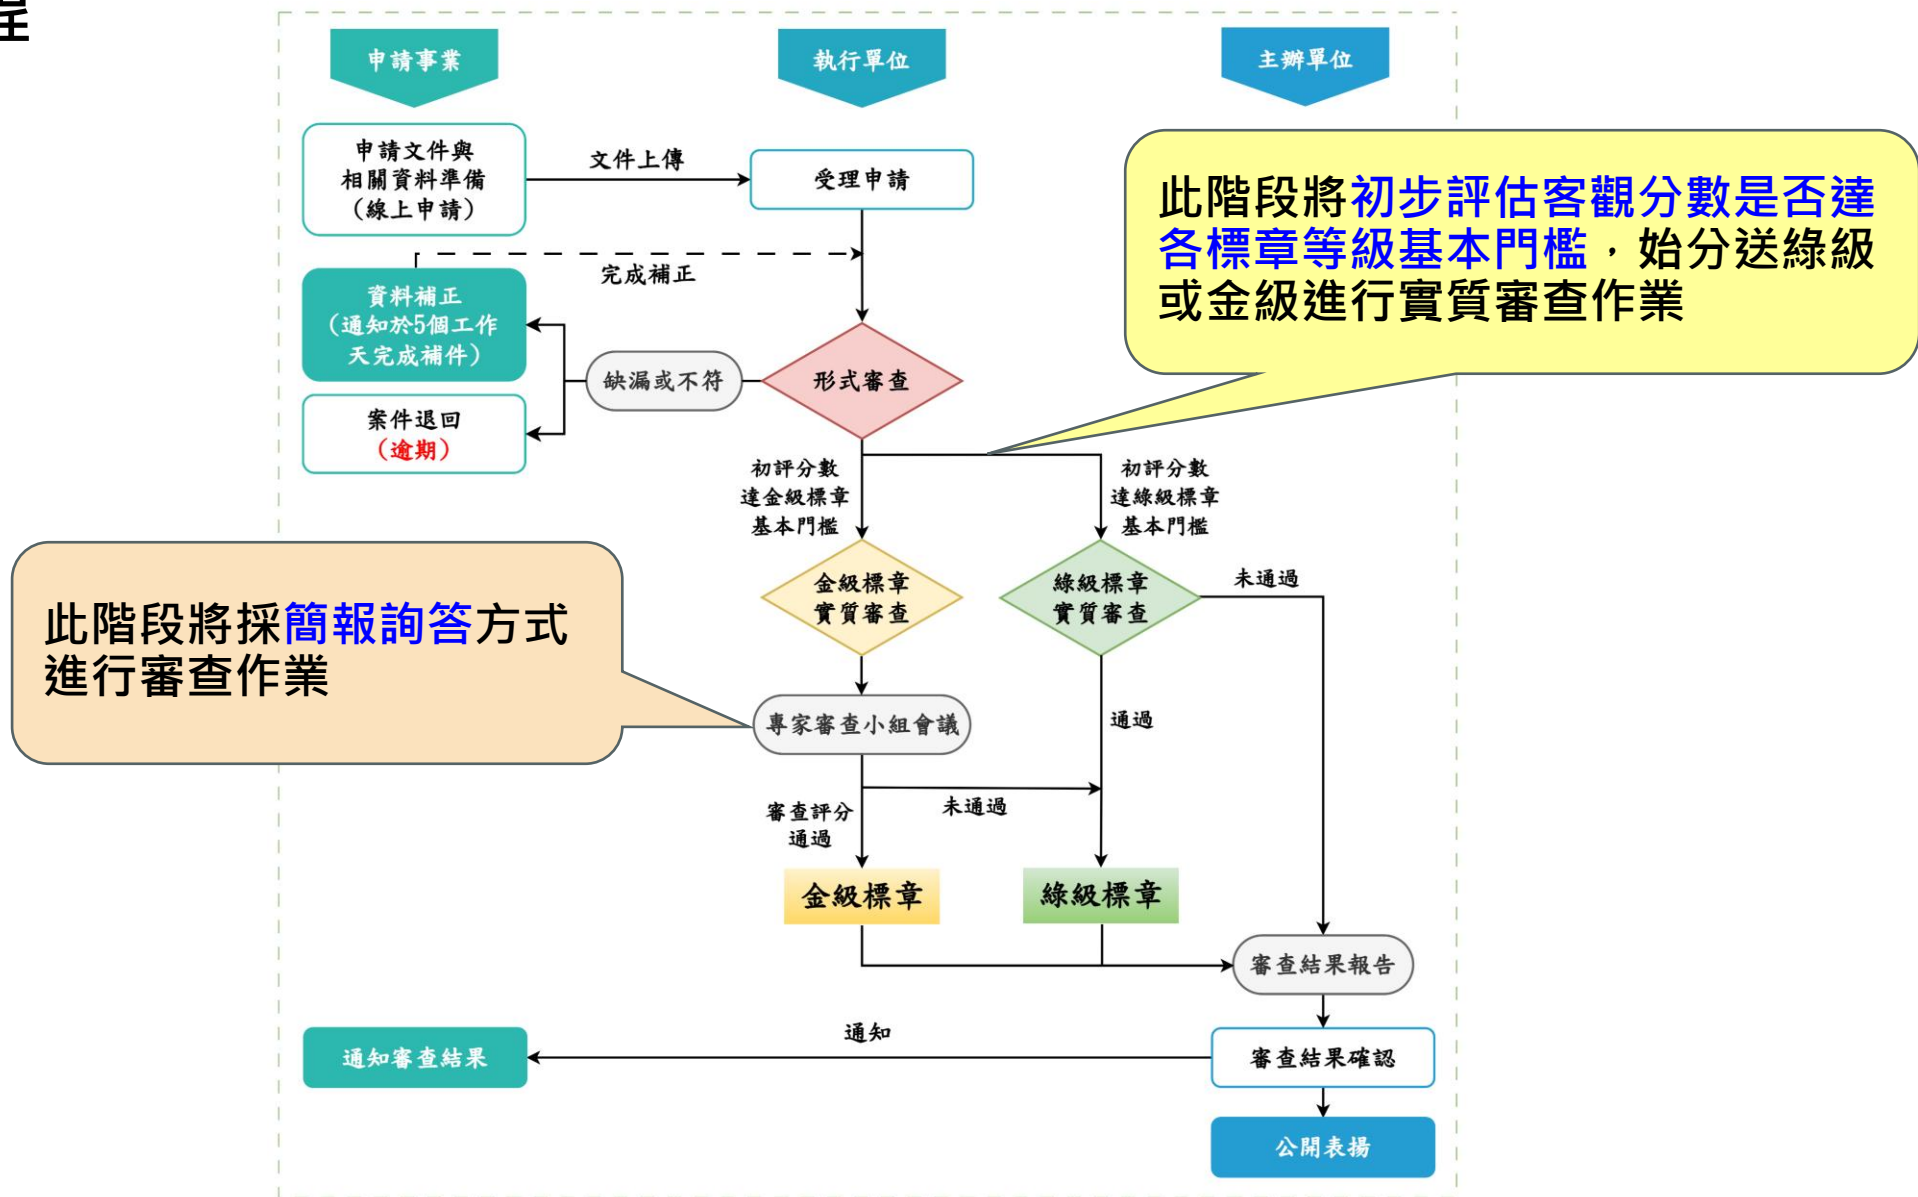 程
申請事業
執行單位
主辦單位
申請文件與
相關資料準備
(線上申請)
文件上傳
受理申請
此階段將初步評估客觀分數是否達
各標章等級基本門檻，始分送綠級
或金級進行實質審查作業
完成補正
資料補正
(通知於5個工作
天完成補件)
缺漏或不符
形式審查
案件退回
(逾期)
初評分數
達金級標章
基本門檻
初評分數
達綠級標章
基本門檻
金級標章
實質審查
綠級標章
實質審查
未通過
此階段將採簡報詢答方式
進行審查作業
專家審查小組會議
通過
審查評分
通過
未通過
金級標章
綠級標章
審查結果報告
通知審查結果
通知
審查結果確認
公開表揚